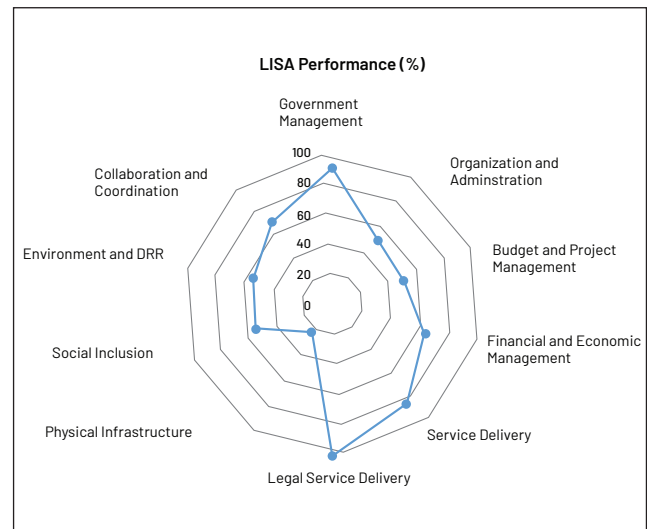 LISA Performance (%)
Government
Management
Organization and
Adminstration
Budget and Project
Management
Financial and Economic
Management
Service Delivery
Legal Service Delivery
Physical Infrastructure
Social Inclusion
Environment and DRR
Collaboration and
Coordination
100
80
60
40
20
0